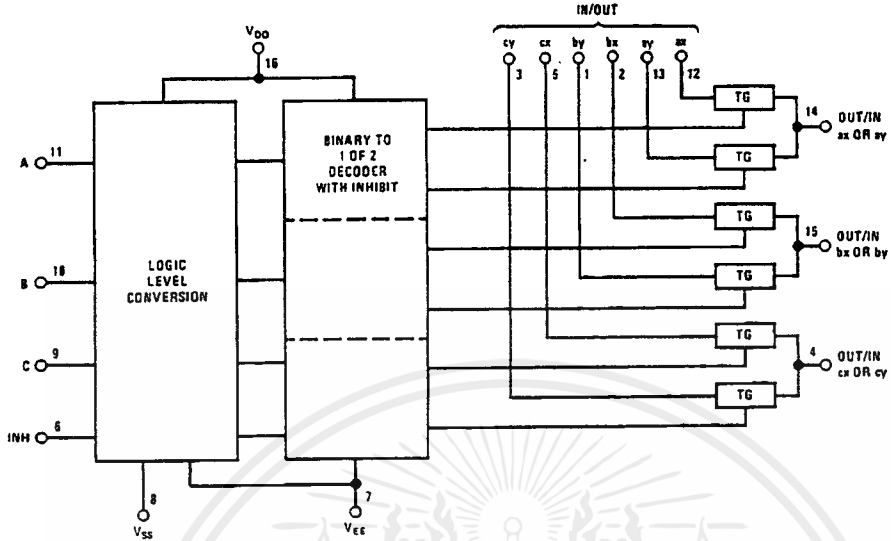 IN/OUT
cy cx by bx ay ax
3 5 1 2 13 12
VDD
16
A 11
B 10
C 9
INH 6
LOGIC
LEVEL
CONVERSION
BINARY TO
1 OF 2
DECODER
WITH INHIBIT
TG
TG
TG
TG
TG
TG
14 OUT/IN
ax OR ay
15 OUT/IN
bx OR by
4 OUT/IN
cx OR cy
8
VSS
7
VEE